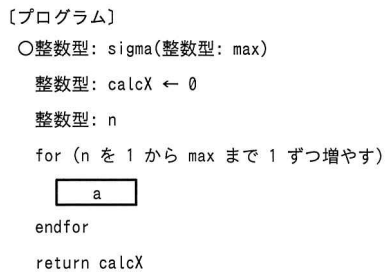 〔プログラム〕
○整数型: sigma(整数型: max)
整数型: calcX ← 0
整数型: n
for (n を 1 から max まで 1 ずつ増やす)
a
endfor
return calcX